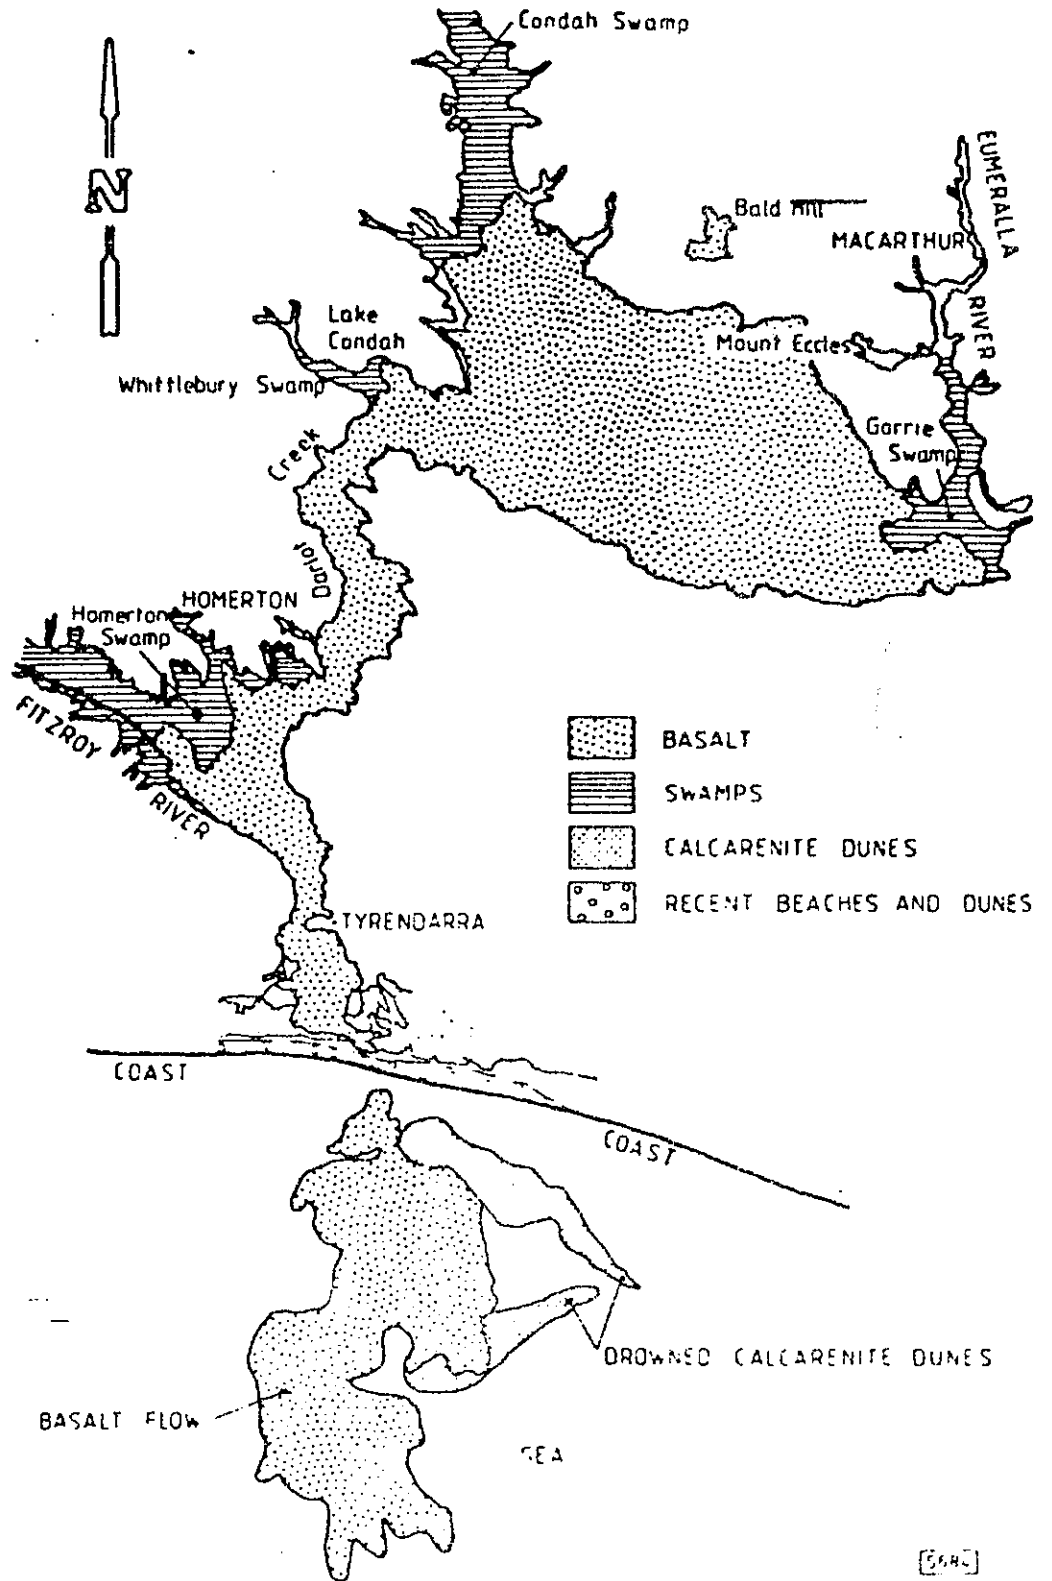 Condah Swamp
N
EUMERALLA
RIVER
Bald Hill
MACARTHUR
Lake
Condah
Mount Eccles
Whittlebury Swamp
Gorrie
Swamp
Creek
Darlot
HOMERTON
Homerton
Swamp
FITZROY
RIVER
BASALT
SWAMPS
CALCARENITE DUNES
RECENT BEACHES AND DUNES
TYRENDARRA
COAST
COAST
DROWNED CALCARENITE DUNES
BASALT FLOW
SEA